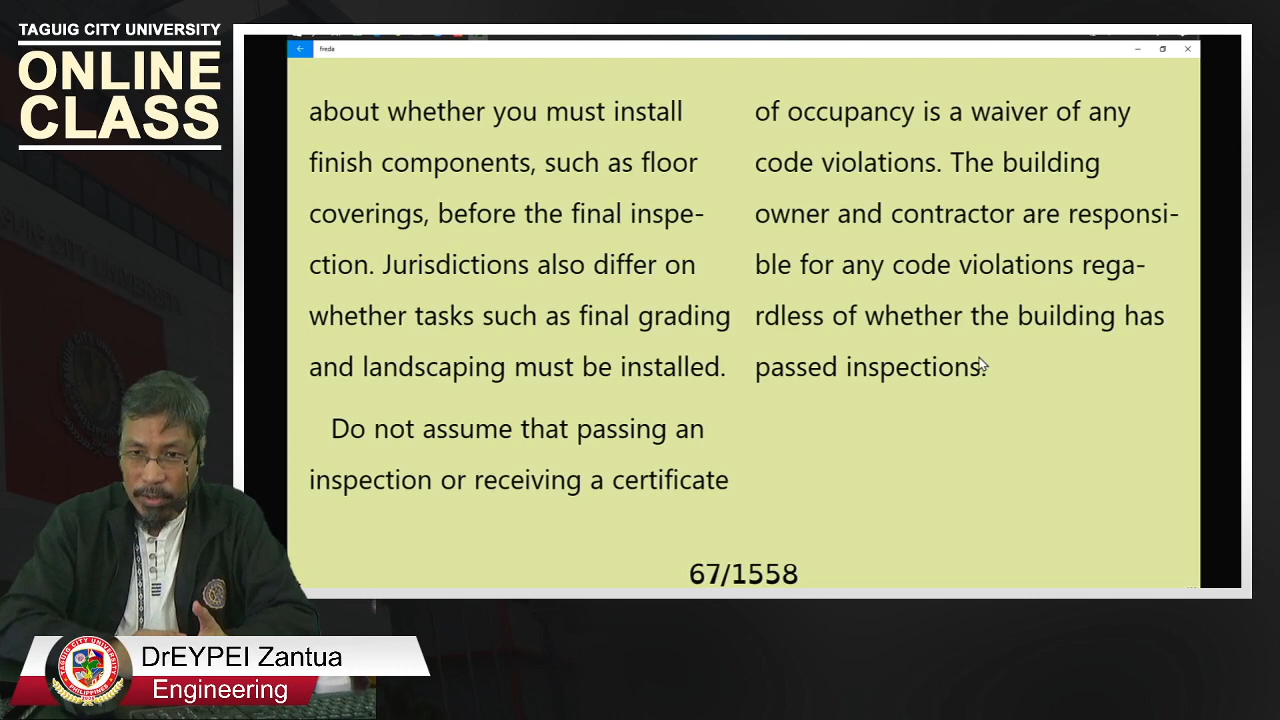 TAGUIG CITY UNIVERSITY
ONLINE
CLASS
freda
about whether you must install
finish components, such as floor
coverings, before the final inspe-
ction. Jurisdictions also differ on
whether tasks such as final grading
and landscaping must be installed.
Do not assume that passing an
inspection or receiving a certificate
of occupancy is a waiver of any
code violations. The building
owner and contractor are responsi-
ble for any code violations rega-
rdless of whether the building has
passed inspections.
67/1558
DrEYPEI Zantua
Engineering